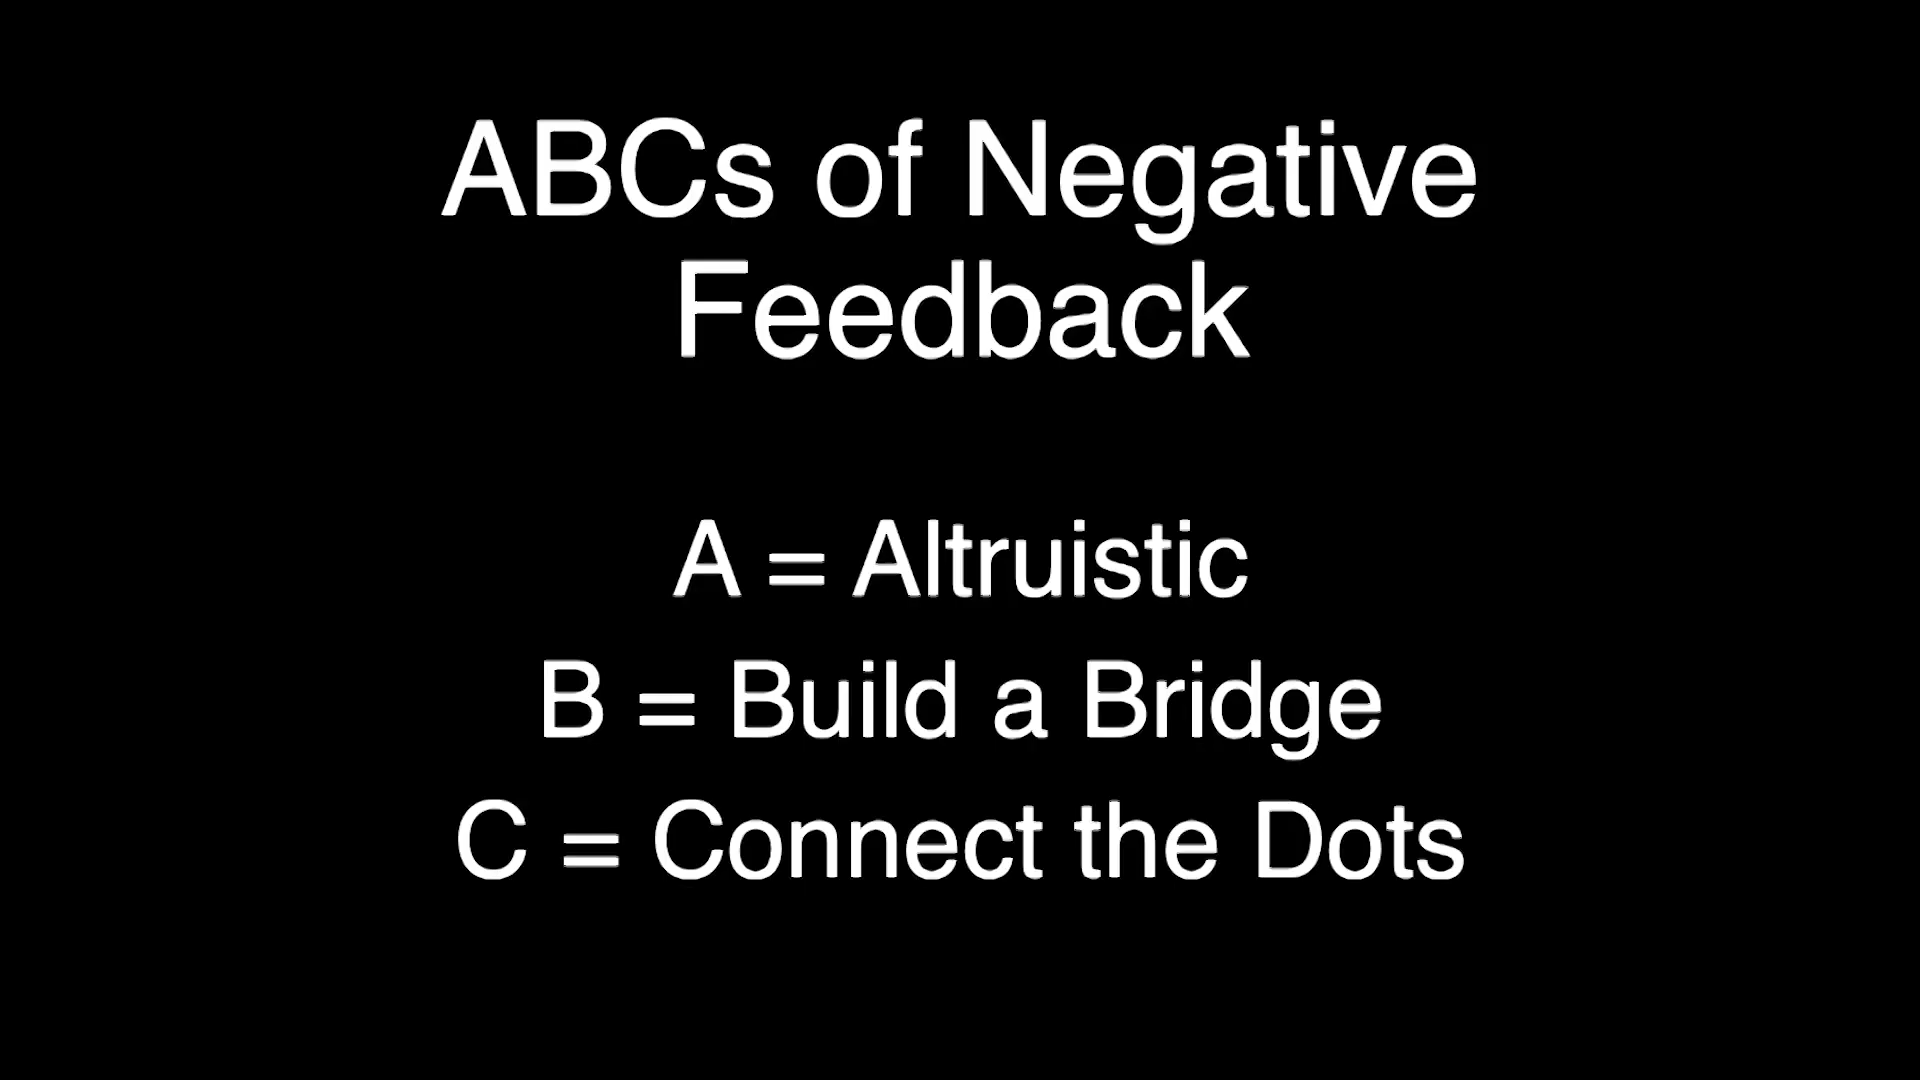 ABCs of Negative
Feedback
A = Altruistic
B = Build a Bridge
C = Connect the Dots